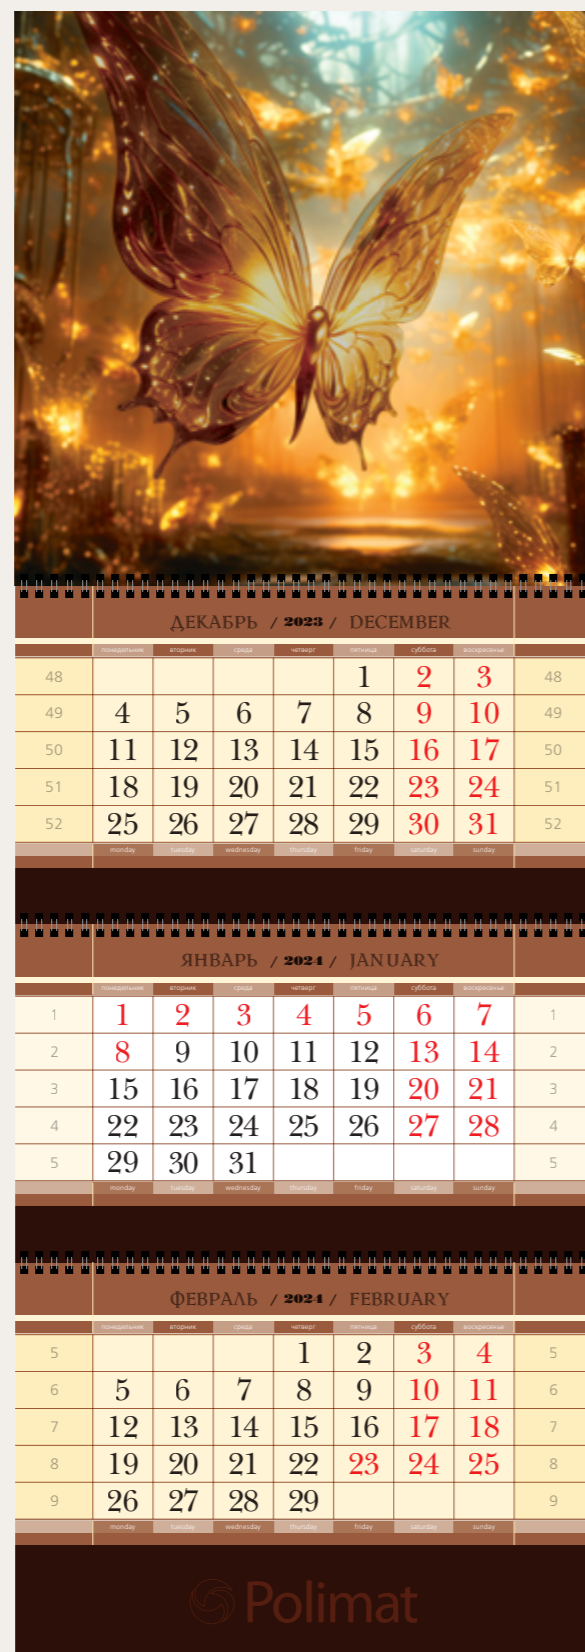 ДЕКАБРЬ / 2023 / DECEMBER
понедельник вторник среда четверг пятница суббота воскресенье
48 1 2 3 48
49 4 5 6 7 8 9 10 49
50 11 12 13 14 15 16 17 50
51 18 19 20 21 22 23 24 51
52 25 26 27 28 29 30 31 52
monday tuesday wednesday thursday friday saturday sunday
ЯНВАРЬ / 2024 / JANUARY
понедельник вторник среда четверг пятница суббота воскресенье
1 1 2 3 4 5 6 7 1
2 8 9 10 11 12 13 14 2
3 15 16 17 18 19 20 21 3
4 22 23 24 25 26 27 28 4
5 29 30 31 5
monday tuesday wednesday thursday friday saturday sunday
ФЕВРАЛЬ / 2024 / FEBRUARY
понедельник вторник среда четверг пятница суббота воскресенье
5 1 2 3 4 5
6 5 6 7 8 9 10 11 6
7 12 13 14 15 16 17 18 7
8 19 20 21 22 23 24 25 8
9 26 27 28 29 9
monday tuesday wednesday thursday friday saturday sunday
Polimat